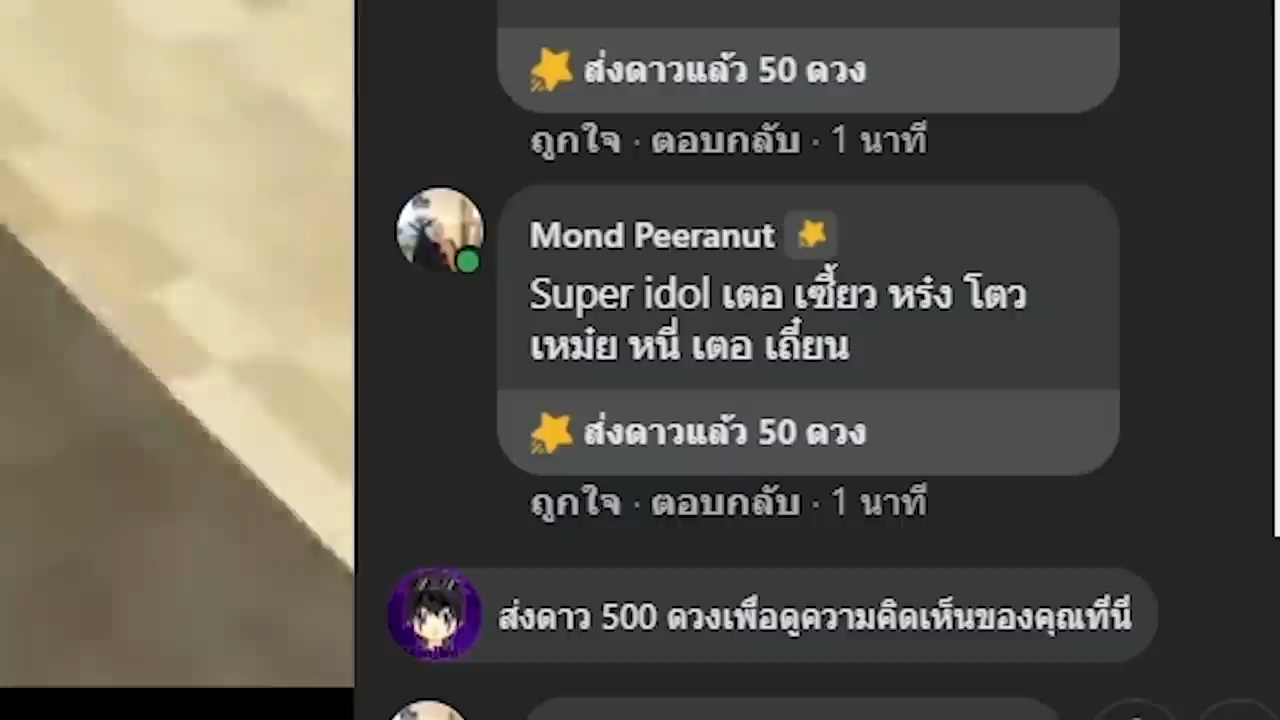 ส่งดาวแล้ว 50 ดวง
ถูกใจ · ตอบกลับ · 1 นาที
Mond Peeranut
Super idol เตอ เซี้ยว หร๋ง โตว
เหม๋ย หนี่ เตอ เถี๋ยน
ส่งดาวแล้ว 50 ดวง
ถูกใจ · ตอบกลับ · 1 นาที
ส่งดาว 500 ดวงเพื่อดูความคิดเห็นของคุณที่นี่